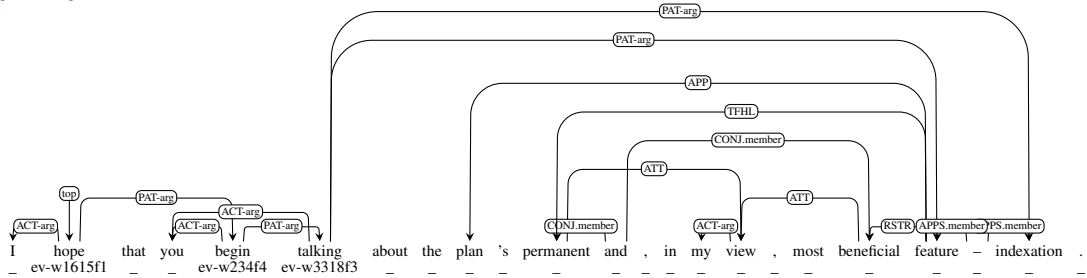 PAT-arg
PAT-arg
APP
TFHL
CONJ.member
ATT
top PAT-arg ATT
ACT-arg
ACT-arg ACT-arg PAT-arg CONJ.member ACT-arg RSTR APPS.member PS.member
I hope that you begin talking about the plan 's permanent and , in my view , most beneficial feature – indexation .
_ ev-w1615f1 _ _ ev-w234f4 ev-w3318f3 _ _ _ _ _ _ _ _ _ _ _ _ _ _ _ _ _